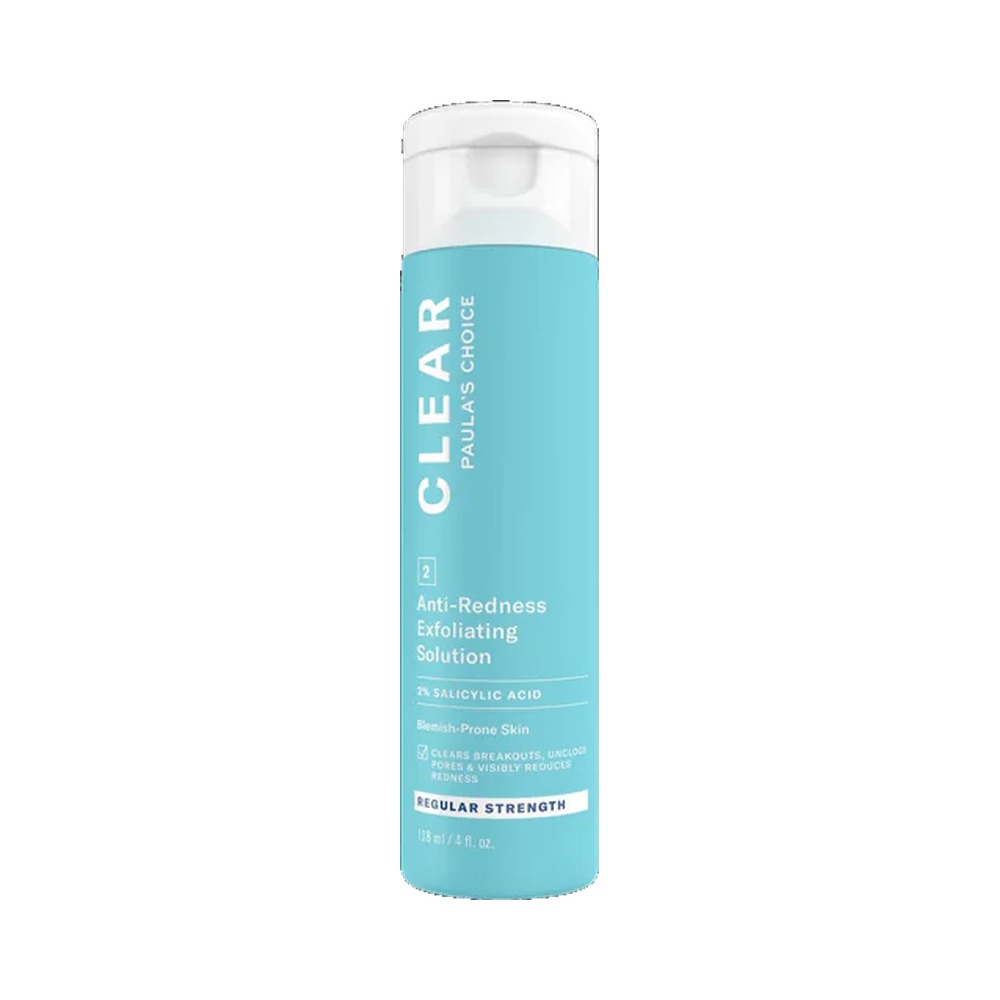 CLEAR
PAULA'S CHOICE
2
Anti-Redness
Exfoliating
Solution
2% SALICYLIC ACID
Blemish-Prone Skin
CLEARS BREAKOUTS, UNCLOGS
PORES & VISIBLY REDUCES
REDNESS
REGULAR STRENGTH
118 ml / 4 fl. oz.